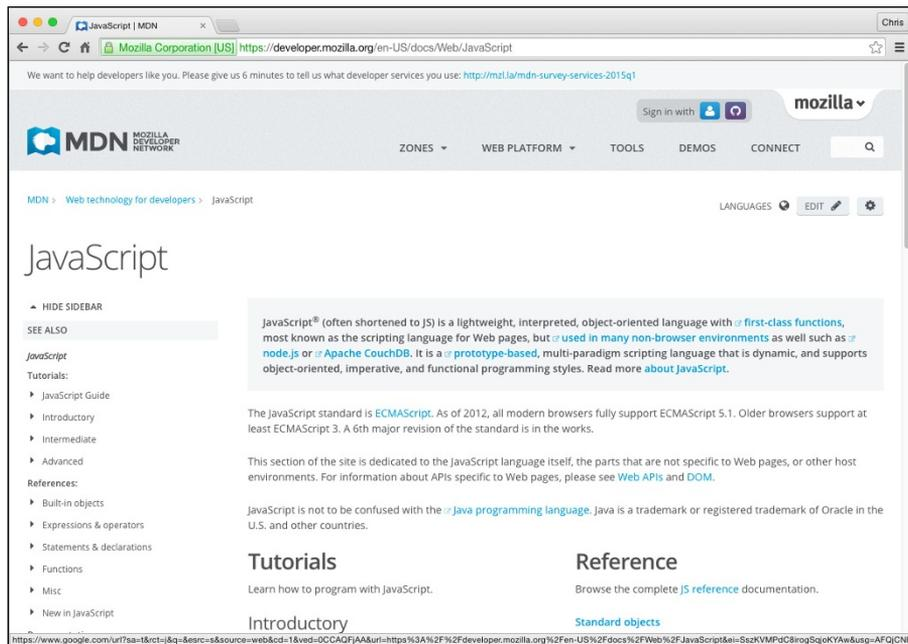 JavaScript | MDN
Chris
Mozilla Corporation [US] https://developer.mozilla.org/en-US/docs/Web/JavaScript
We want to help developers like you. Please give us 6 minutes to tell us what developer services you use: http://mzl.la/mdn-survey-services-2015q1
Sign in with
mozilla
MDN MOZILLA DEVELOPER NETWORK
ZONES WEB PLATFORM TOOLS DEMOS CONNECT
MDN > Web technology for developers > JavaScript
LANGUAGES EDIT
JavaScript
HIDE SIDEBAR
SEE ALSO
JavaScript
Tutorials:
JavaScript Guide
Introductory
Intermediate
Advanced
References:
Built-in objects
Expressions & operators
Statements & declarations
Functions
Misc
New in JavaScript
JavaScript® (often shortened to JS) is a lightweight, interpreted, object-oriented language with first-class functions,
most known as the scripting language for Web pages, but used in many non-browser environments as well such as
node.js or Apache CouchDB. It is a prototype-based, multi-paradigm scripting language that is dynamic, and supports
object-oriented, imperative, and functional programming styles. Read more about JavaScript.
The JavaScript standard is ECMAScript. As of 2012, all modern browsers fully support ECMAScript 5.1. Older browsers support at
least ECMAScript 3. A 6th major revision of the standard is in the works.
This section of the site is dedicated to the JavaScript language itself, the parts that are not specific to Web pages, or other host
environments. For information about APIs specific to Web pages, please see Web APIs and DOM.
JavaScript is not to be confused with the Java programming language. Java is a trademark or registered trademark of Oracle in the
U.S. and other countries.
Tutorials
Learn how to program with JavaScript.
Introductory
Reference
Browse the complete JS reference documentation.
Standard objects